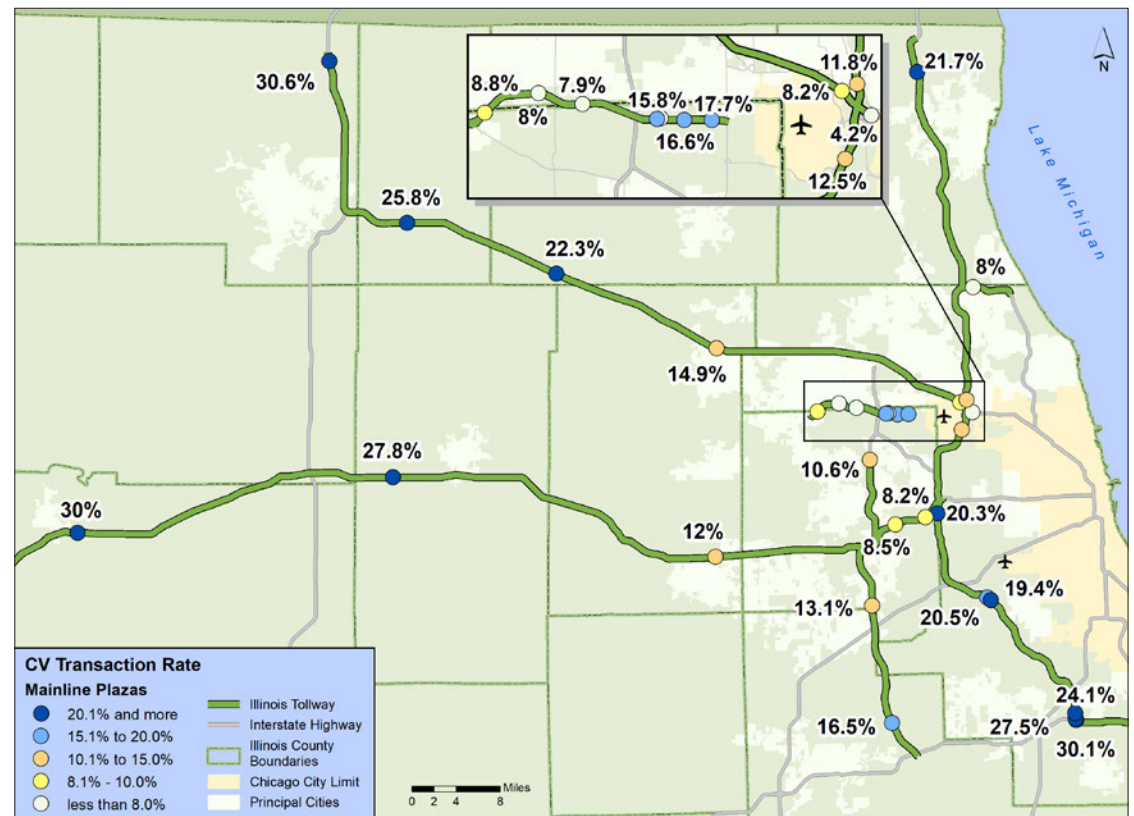 30.6%
8.8%
7.9%
8%
15.8%
17.7%
16.6%
11.8%
8.2%
4.2%
12.5%
21.7%
N
Lake Michigan
25.8%
22.3%
8%
14.9%
27.8%
30%
10.6%
8.2%
20.3%
8.5%
12%
13.1%
19.4%
20.5%
16.5%
24.1%
27.5%
30.1%
CV Transaction Rate
Mainline Plazas
20.1% and more
15.1% to 20.0%
10.1% to 15.0%
8.1% - 10.0%
less than 8.0%
Illinois Tollway
Interstate Highway
Illinois County
Boundaries
Chicago City Limit
Principal Cities
Miles
0 2 4 8